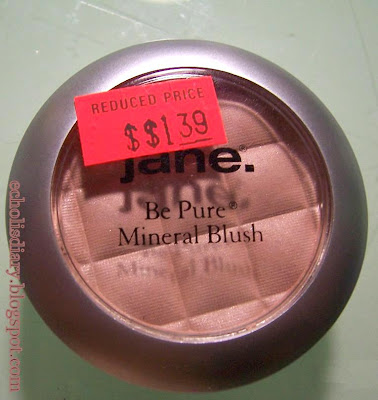 REDUCED PRICE
$$1.39
jane.®
Be Pure®
Mineral Blush
echolisdiary.blogspot.com